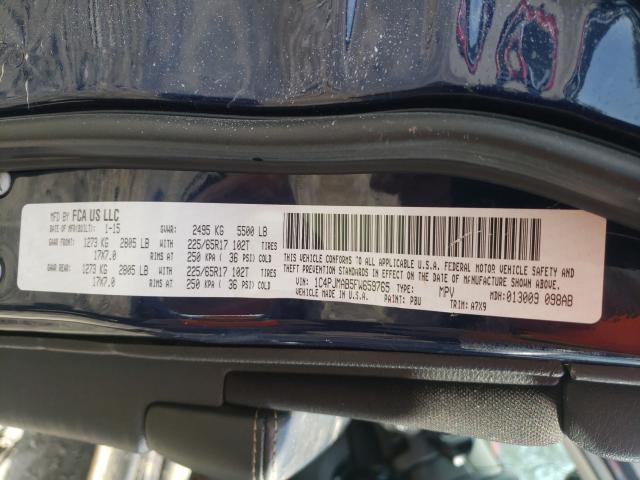 MFD BY FCA US LLC
DATE OF MFR(BUILT): 1-15 GVWR: 2495 KG 5500 LB
GAWR FRONT: 1273 KG 2805 LB WITH 225/65R17 102T TIRES
17X7.0 RIMS AT 250 KPA ( 36 PSI) COLD
GAWR REAR: 1273 KG 2805 LB WITH 225/65R17 102T TIRES
17X7.0 RIMS AT 250 KPA ( 36 PSI) COLD
THIS VEHICLE CONFORMS TO ALL APPLICABLE U.S.A. FEDERAL MOTOR VEHICLE SAFETY AND
THEFT PREVENTION STANDARDS IN EFFECT ON THE DATE OF MANUFACTURE SHOWN ABOVE.
VIN: 1C4PJMAB5FW659765 TYPE: MPV
MADE IN U.S.A. PAINT: PBU MDH: 013009 098AB
TRIM: A7X9